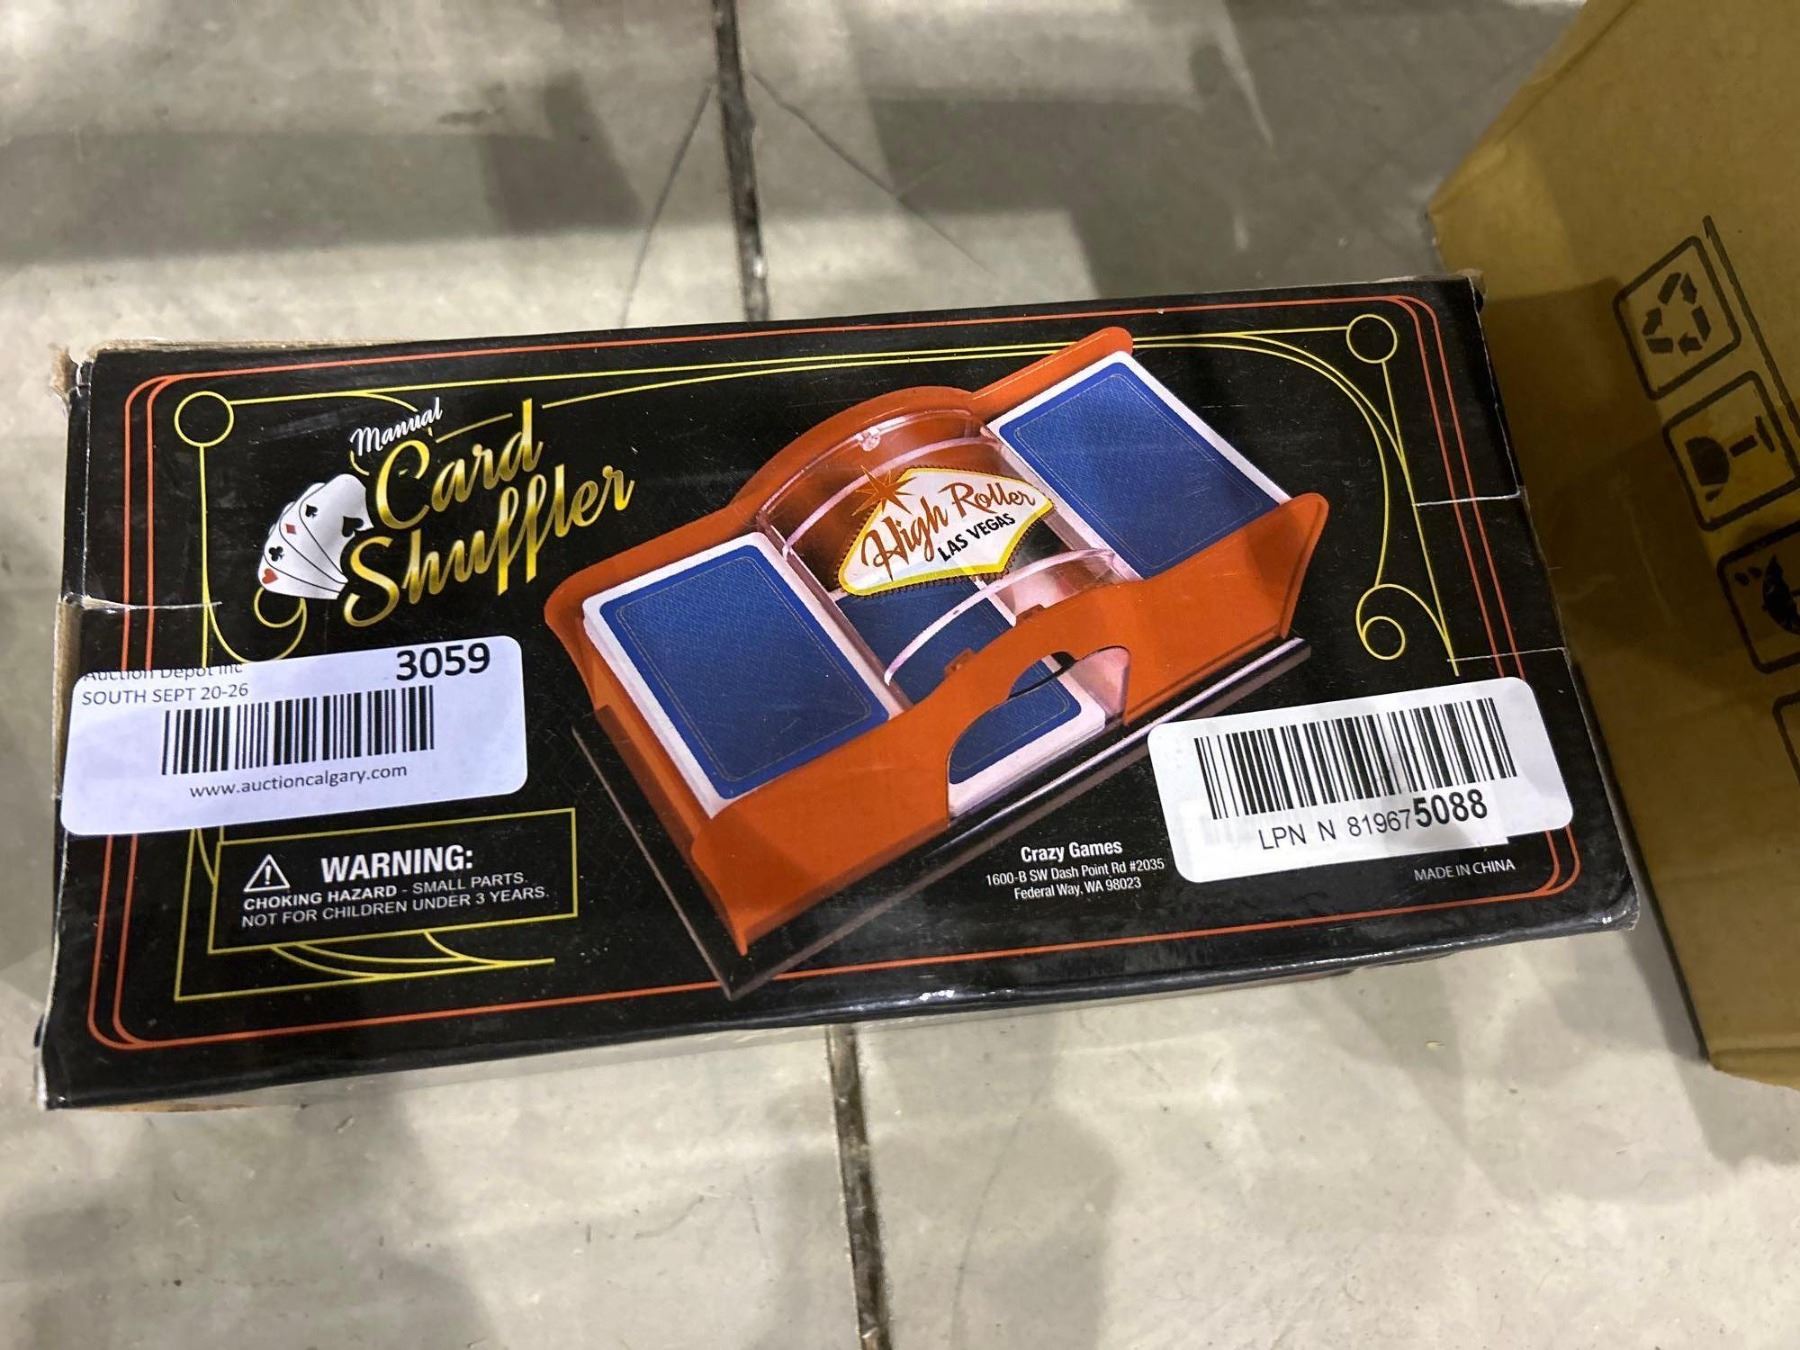 Manual
Card
Shuffler
High Roller
LAS VEGAS
Auction Depot Inc
3059
SOUTH SEPT 20-26
www.auctioncalgary.com
WARNING:
CHOKING HAZARD - SMALL PARTS.
NOT FOR CHILDREN UNDER 3 YEARS.
Crazy Games
1600-B SW Dash Point Rd #2035
Federal Way, WA 98023
LPN N 819675088
MADE IN CHINA